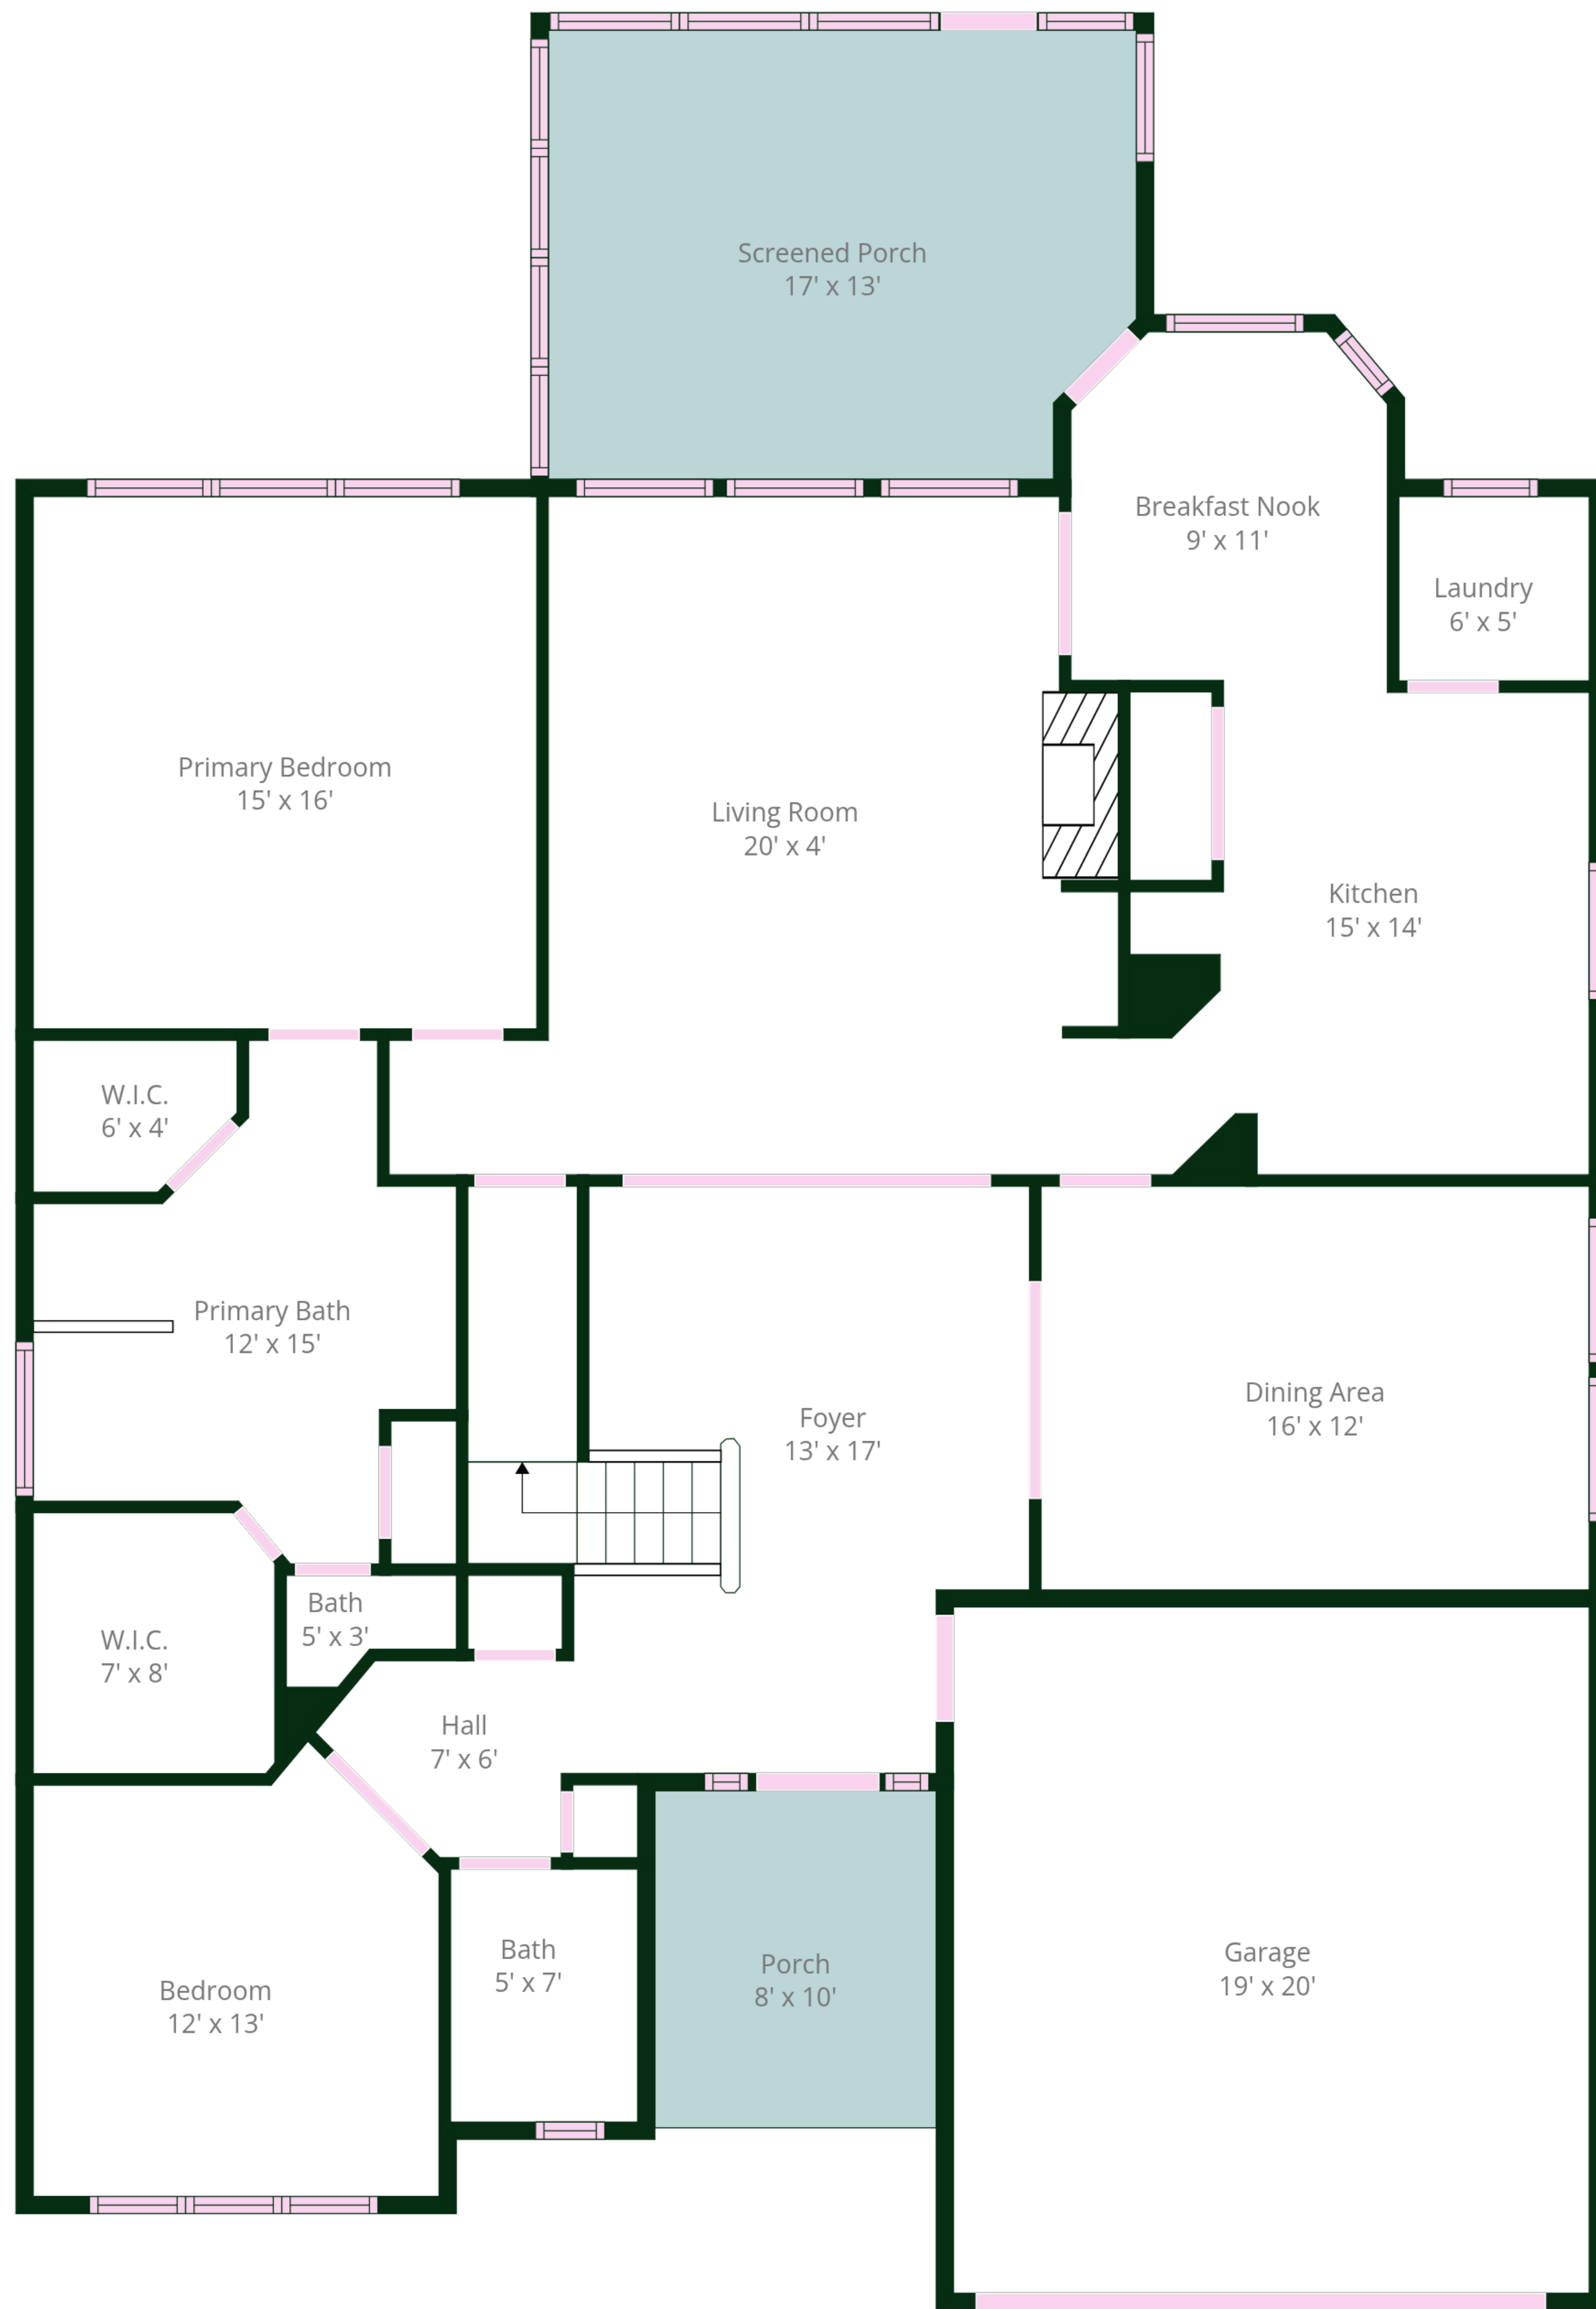 Screened Porch
17' x 13'
Breakfast Nook
9' x 11'
Laundry
6' x 5'
Primary Bedroom
15' x 16'
Living Room
20' x 4'
Kitchen
15' x 14'
W.I.C.
6' x 4'
Primary Bath
12' x 15'
Foyer
13' x 17'
Dining Area
16' x 12'
Bath
5' x 3'
W.I.C.
7' x 8'
Hall
7' x 6'
Bath
5' x 7'
Porch
8' x 10'
Garage
19' x 20'
Bedroom
12' x 13'